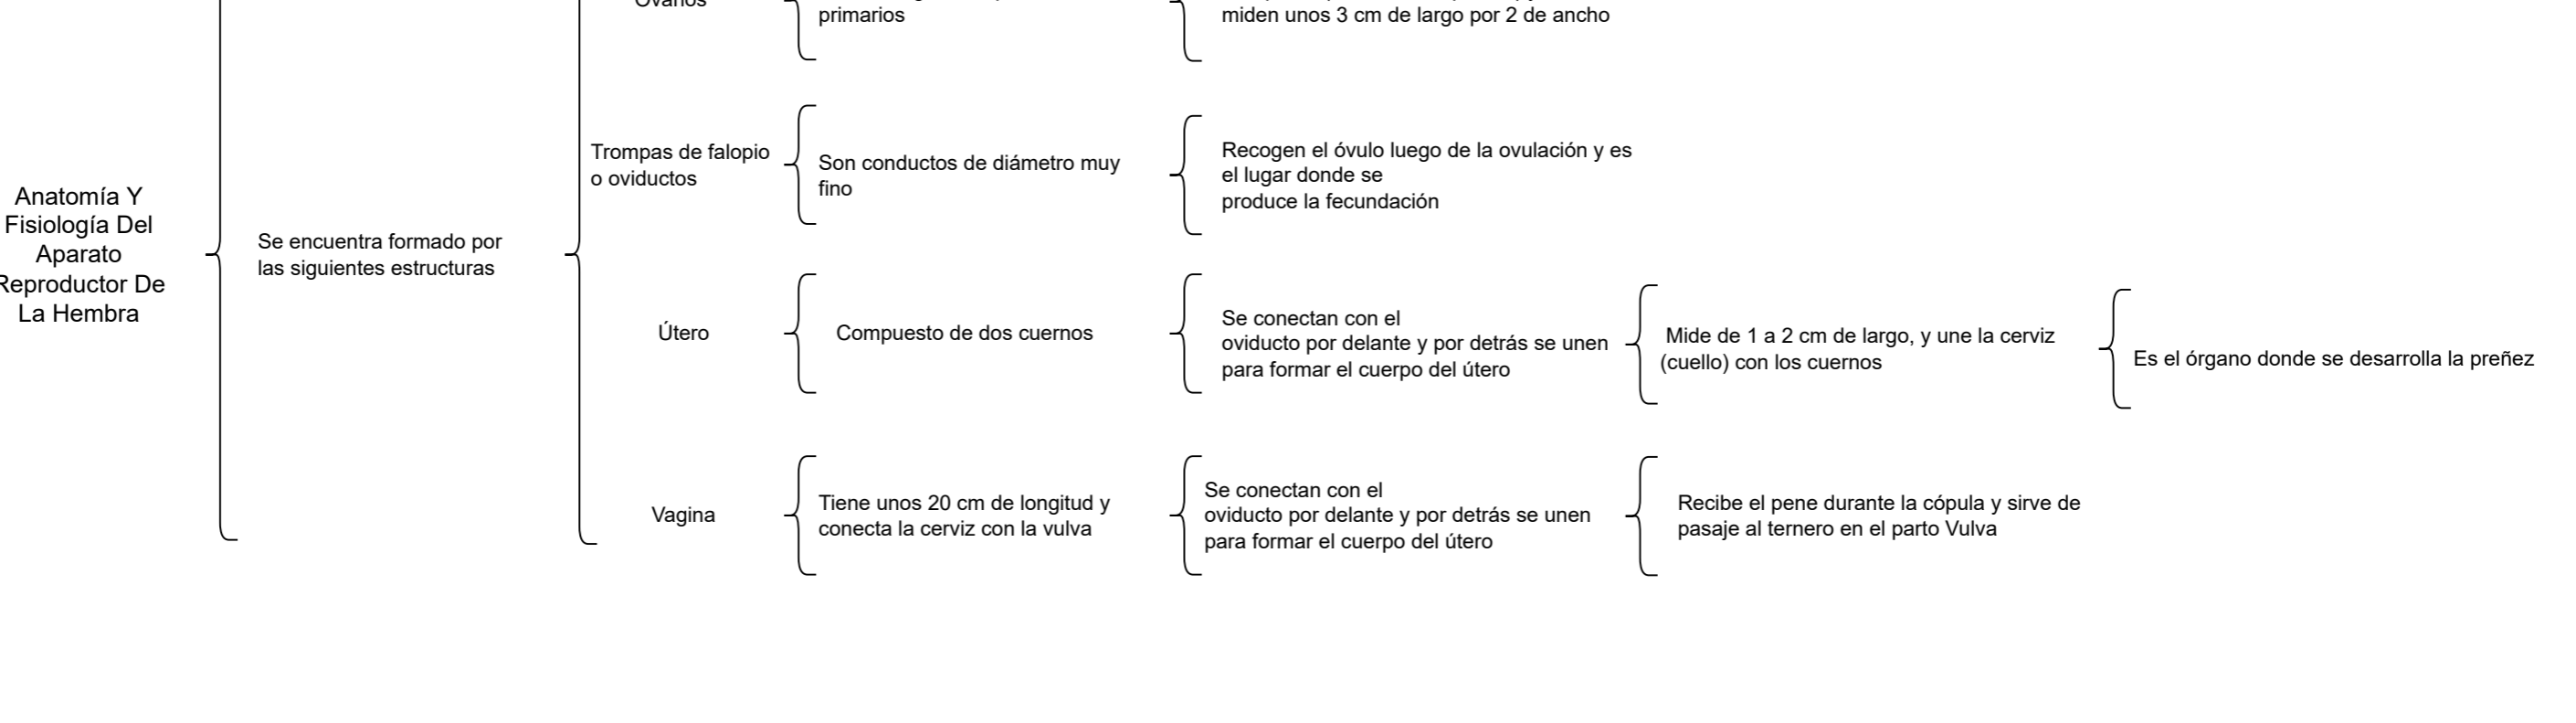 Anatomía Y
Fisiología Del
Aparato
Reproductor De
La Hembra
Se encuentra formado por
las siguientes estructuras
Ovarios
primarios
miden unos 3 cm de largo por 2 de ancho
Trompas de falopio
o oviductos
Son conductos de diámetro muy
fino
Recogen el óvulo luego de la ovulación y es
el lugar donde se
produce la fecundación
Útero
Compuesto de dos cuernos
Se conectan con el
oviducto por delante y por detrás se unen
para formar el cuerpo del útero
Mide de 1 a 2 cm de largo, y une la cerviz
(cuello) con los cuernos
Es el órgano donde se desarrolla la preñez
Vagina
Tiene unos 20 cm de longitud y
conecta la cerviz con la vulva
Se conectan con el
oviducto por delante y por detrás se unen
para formar el cuerpo del útero
Recibe el pene durante la cópula y sirve de
pasaje al ternero en el parto Vulva